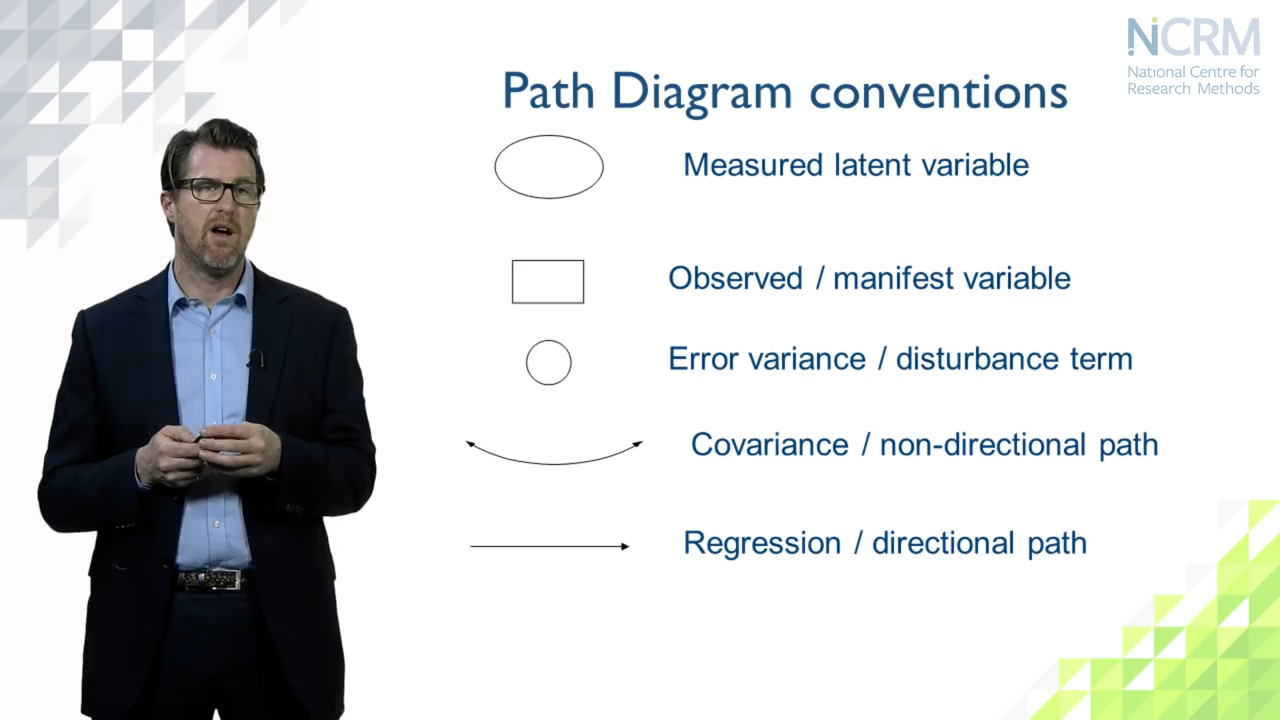 NCRM
National Centre for
Research Methods
Path Diagram conventions
Measured latent variable
Observed / manifest variable
Error variance / disturbance term
Covariance / non-directional path
Regression / directional path